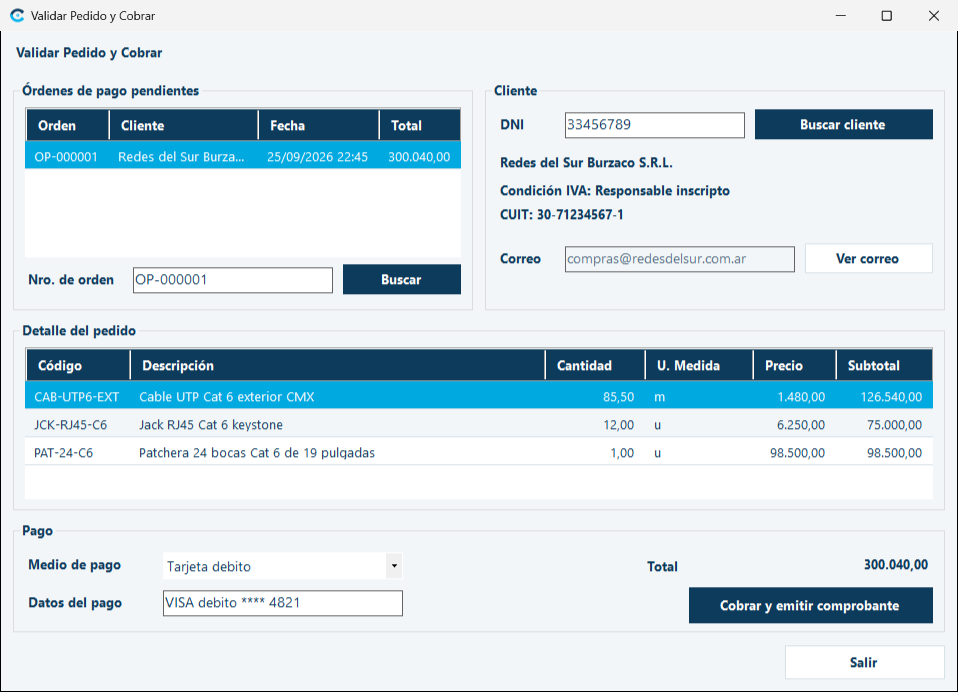 Validar Pedido y Cobrar
Validar Pedido y Cobrar
Órdenes de pago pendientes
Orden Cliente Fecha Total
OP-000001 Redes del Sur Burza... 25/09/2026 22:45 300.040,00
Nro. de orden OP-000001 Buscar
Cliente
DNI 33456789 Buscar cliente
Redes del Sur Burzaco S.R.L.
Condición IVA: Responsable inscripto
CUIT: 30-71234567-1
Correo compras@redesdelsur.com.ar Ver correo
Detalle del pedido
Código Descripción Cantidad U. Medida Precio Subtotal
CAB-UTP6-EXT Cable UTP Cat 6 exterior CMX 85,50 m 1.480,00 126.540,00
JCK-RJ45-C6 Jack RJ45 Cat 6 keystone 12,00 u 6.250,00 75.000,00
PAT-24-C6 Patchera 24 bocas Cat 6 de 19 pulgadas 1,00 u 98.500,00 98.500,00
Pago
Medio de pago Tarjeta debito Total 300.040,00
Datos del pago VISA debito **** 4821 Cobrar y emitir comprobante
Salir